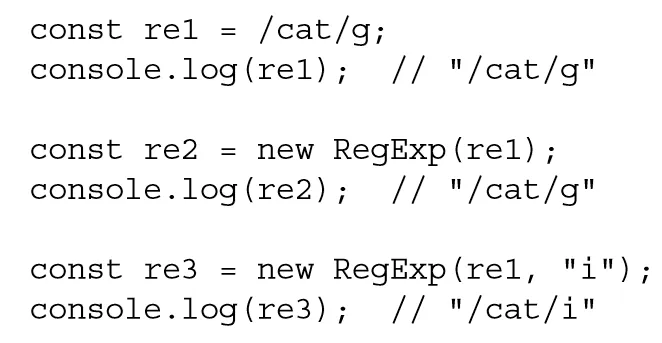 const re1 = /cat/g;
console.log(re1);  // "/cat/g"
const re2 = new RegExp(re1);
console.log(re2);  // "/cat/g"
const re3 = new RegExp(re1, "i");
console.log(re3);  // "/cat/i"